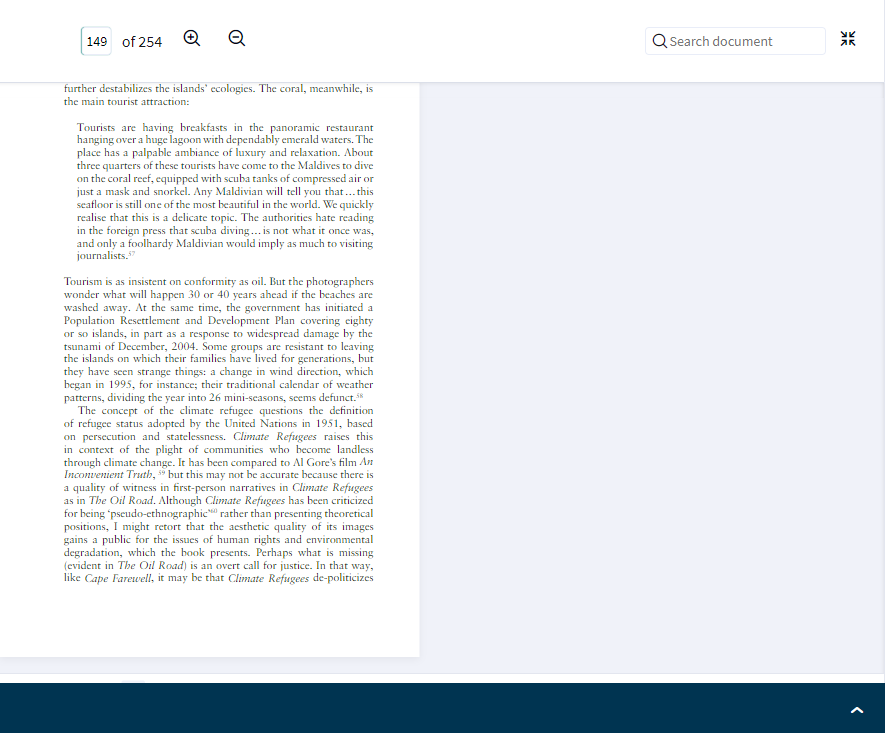 149 of 254
Search document
further destabilizes the islands' ecologies. The coral, meanwhile, is
the main tourist attraction:
Tourists are having breakfasts in the panoramic restaurant
hanging over a huge lagoon with dependably emerald waters. The
place has a palpable ambiance of luxury and relaxation. About
three quarters of these tourists have come to the Maldives to dive
on the coral reef, equipped with scuba tanks of compressed air or
just a mask and snorkel. Any Maldivian will tell you that…this
seafloor is still one of the most beautiful in the world. We quickly
realise that this is a delicate topic. The authorities hate reading
in the foreign press that scuba diving…is not what it once was,
and only a foolhardy Maldivian would imply as much to visiting
journalists.57
Tourism is as insistent on conformity as oil. But the photographers
wonder what will happen 30 or 40 years ahead if the beaches are
washed away. At the same time, the government has initiated a
Population Resettlement and Development Plan covering eighty
or so islands, in part as a response to widespread damage by the
tsunami of December, 2004. Some groups are resistant to leaving
the islands on which their families have lived for generations, but
they have seen strange things: a change in wind direction, which
began in 1995, for instance; their traditional calendar of weather
patterns, dividing the year into 26 mini-seasons, seems defunct.58
The concept of the climate refugee questions the definition
of refugee status adopted by the United Nations in 1951, based
on persecution and statelessness. Climate Refugees raises this
in context of the plight of communities who become landless
through climate change. It has been compared to Al Gore's film An
Inconvenient Truth, 59 but this may not be accurate because there is
a quality of witness in first-person narratives in Climate Refugees
as in The Oil Road. Although Climate Refugees has been criticized
for being 'pseudo-ethnographic'60 rather than presenting theoretical
positions, I might retort that the aesthetic quality of its images
gains a public for the issues of human rights and environmental
degradation, which the book presents. Perhaps what is missing
(evident in The Oil Road) is an overt call for justice. In that way,
like Cape Farewell, it may be that Climate Refugees de-politicizes